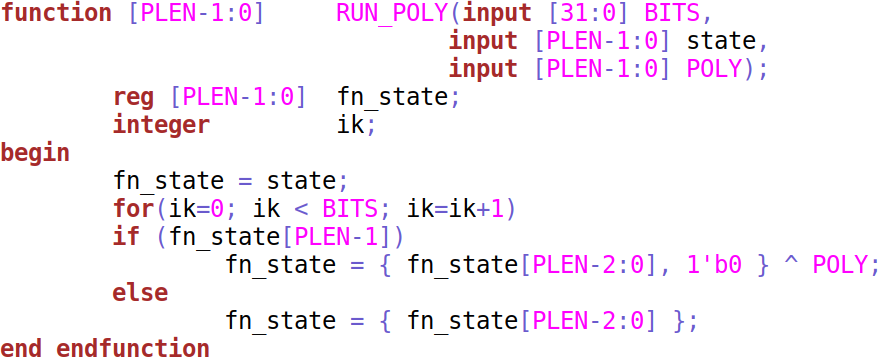 function [PLEN-1:0]     RUN_POLY(input [31:0] BITS,
                                input [PLEN-1:0] state,
                                input [PLEN-1:0] POLY);
        reg [PLEN-1:0]  fn_state;
        integer         ik;
begin
        fn_state = state;
        for(ik=0; ik < BITS; ik=ik+1)
        if (fn_state[PLEN-1])
                fn_state = { fn_state[PLEN-2:0], 1'b0 } ^ POLY;
        else
                fn_state = { fn_state[PLEN-2:0] };
end endfunction